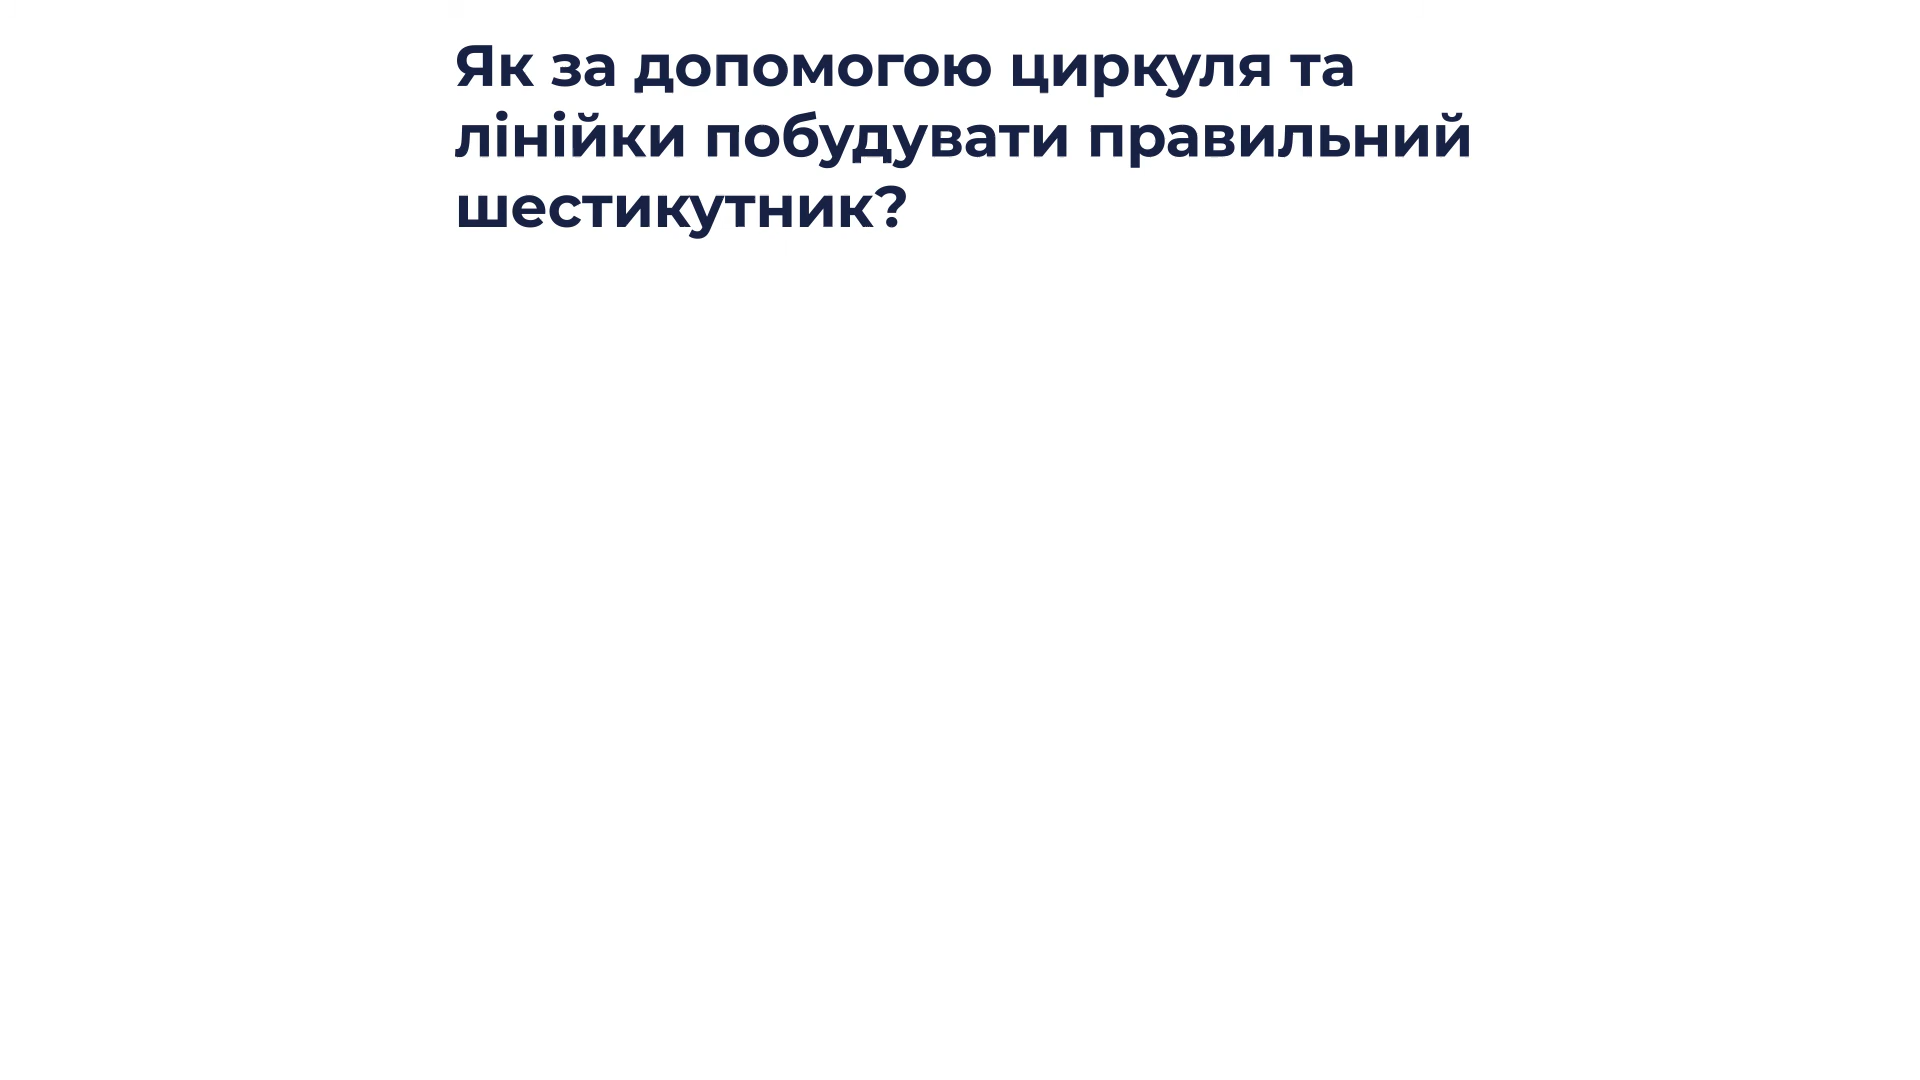 Як за допомогою циркуля та
лінійки побудувати правильний
шестикутник?